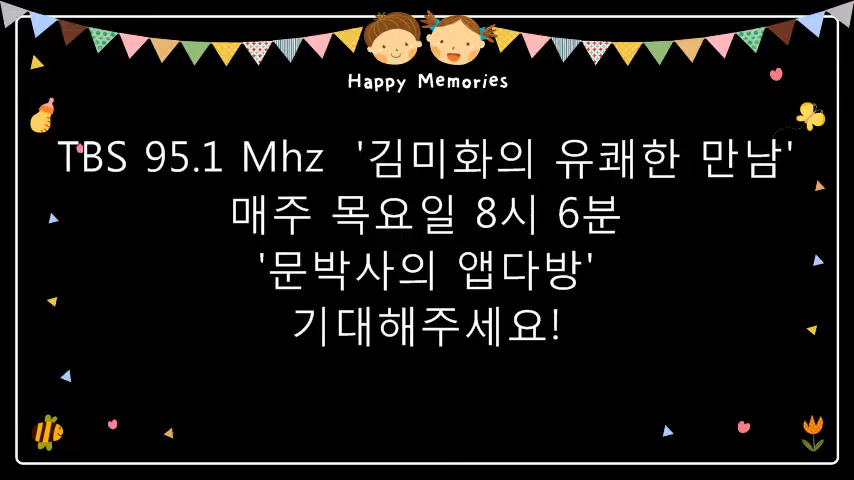 Happy Memories
TBS 95.1 Mhz '김미화의 유쾌한 만남'
매주 목요일 8시 6분
'문박사의 앱다방'
기대해주세요!